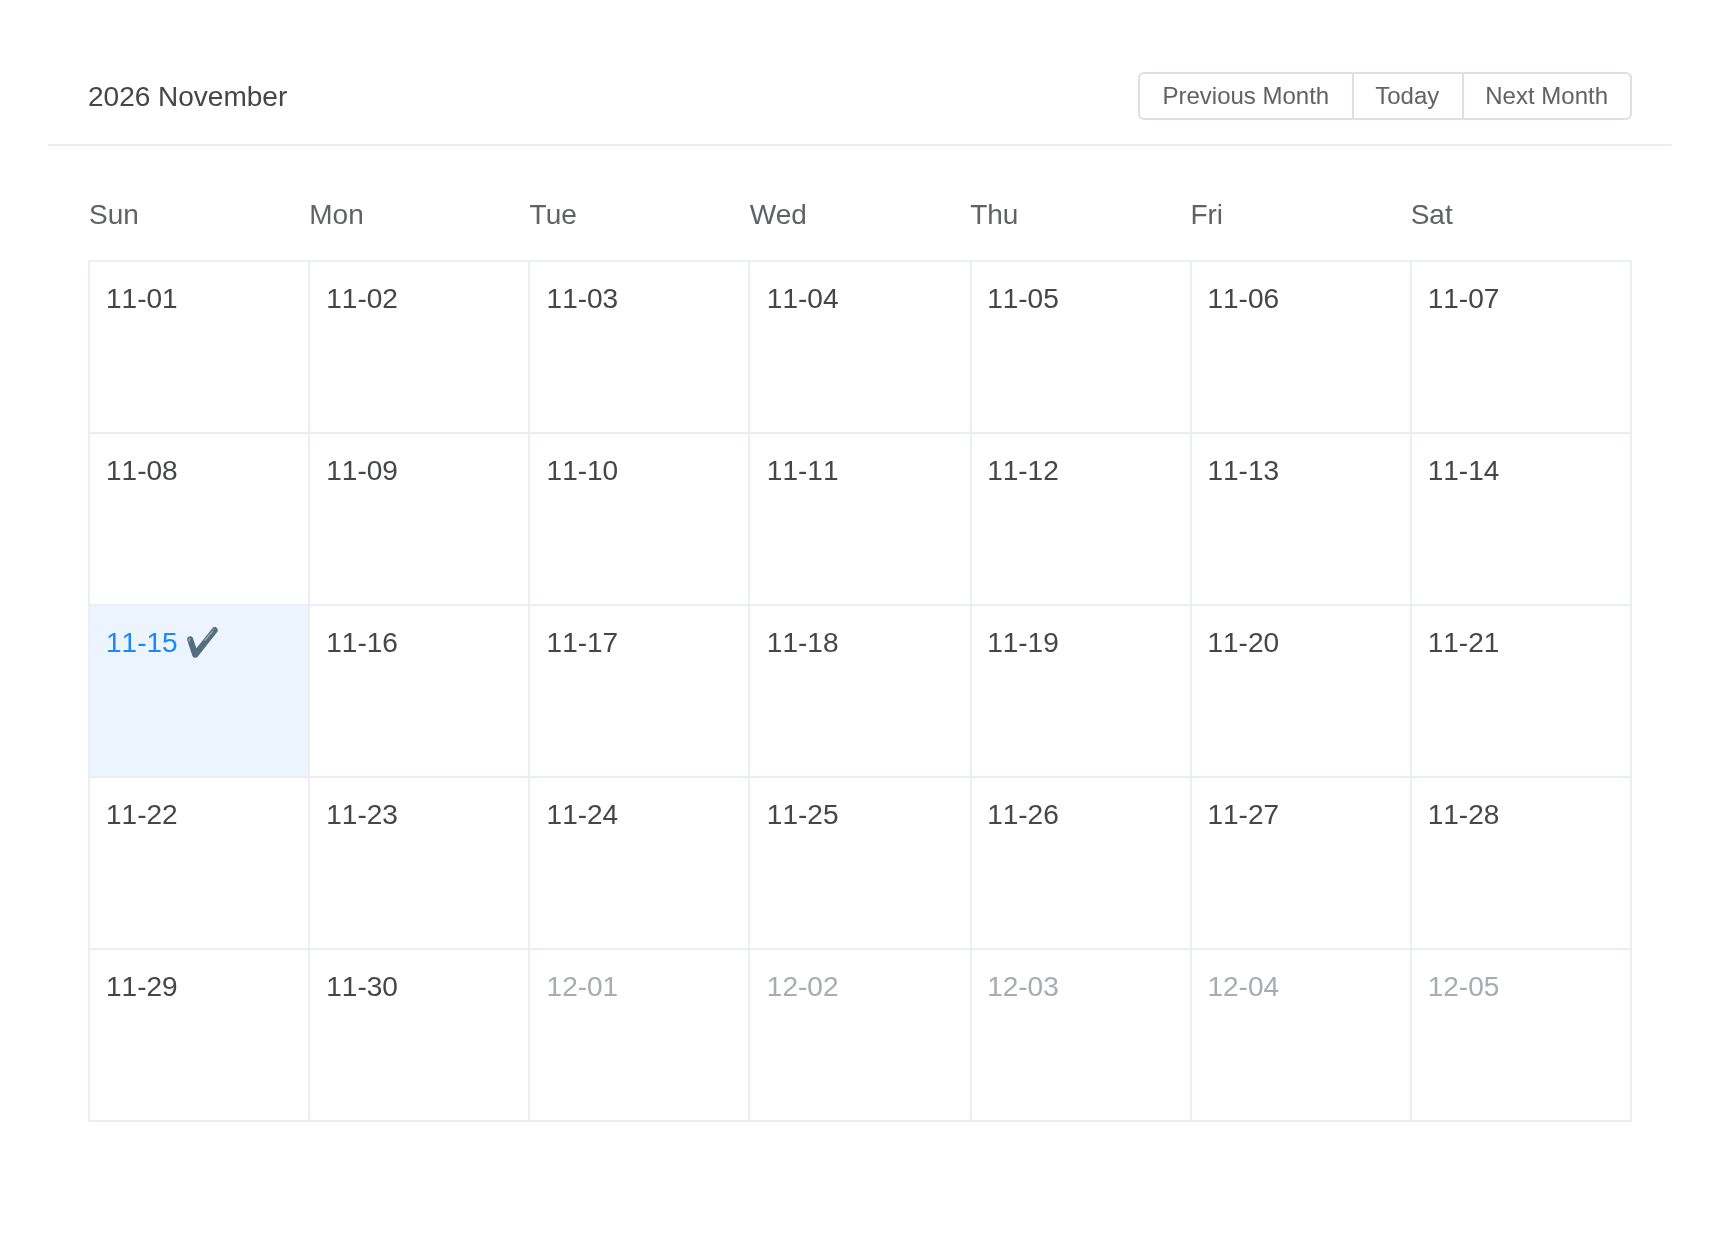 2026 November Previous Month Today Next Month
Sun Mon Tue Wed Thu Fri Sat
11-01 11-02 11-03 11-04 11-05 11-06 11-07
11-08 11-09 11-10 11-11 11-12 11-13 11-14
11-15 ✔️ 11-16 11-17 11-18 11-19 11-20 11-21
11-22 11-23 11-24 11-25 11-26 11-27 11-28
11-29 11-30 12-01 12-02 12-03 12-04 12-05